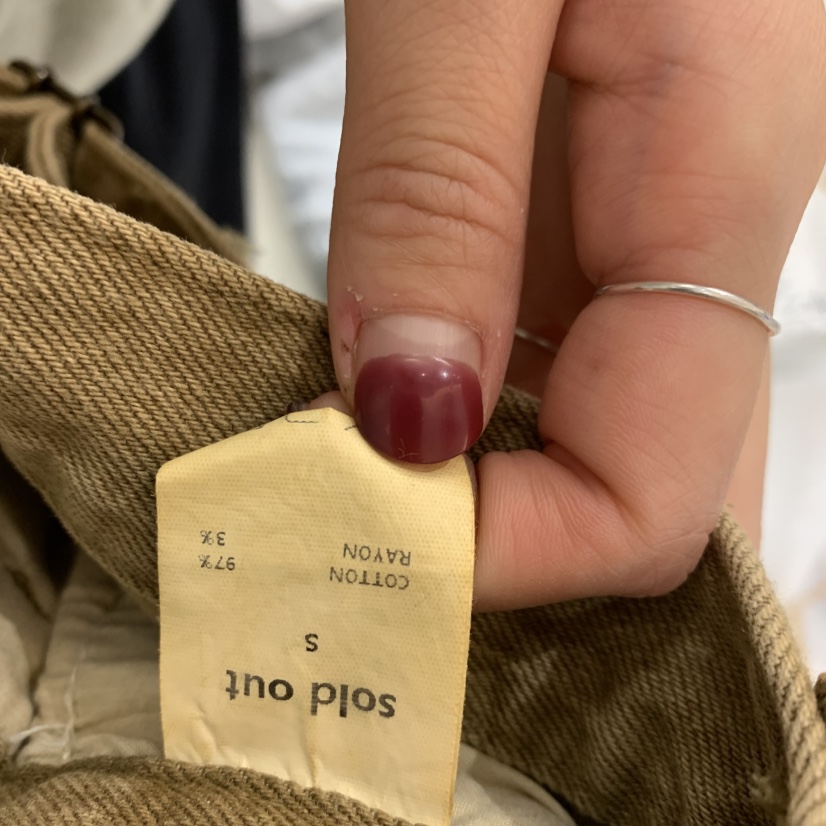 sold out
S
COTTON 97%
RAYON 3%